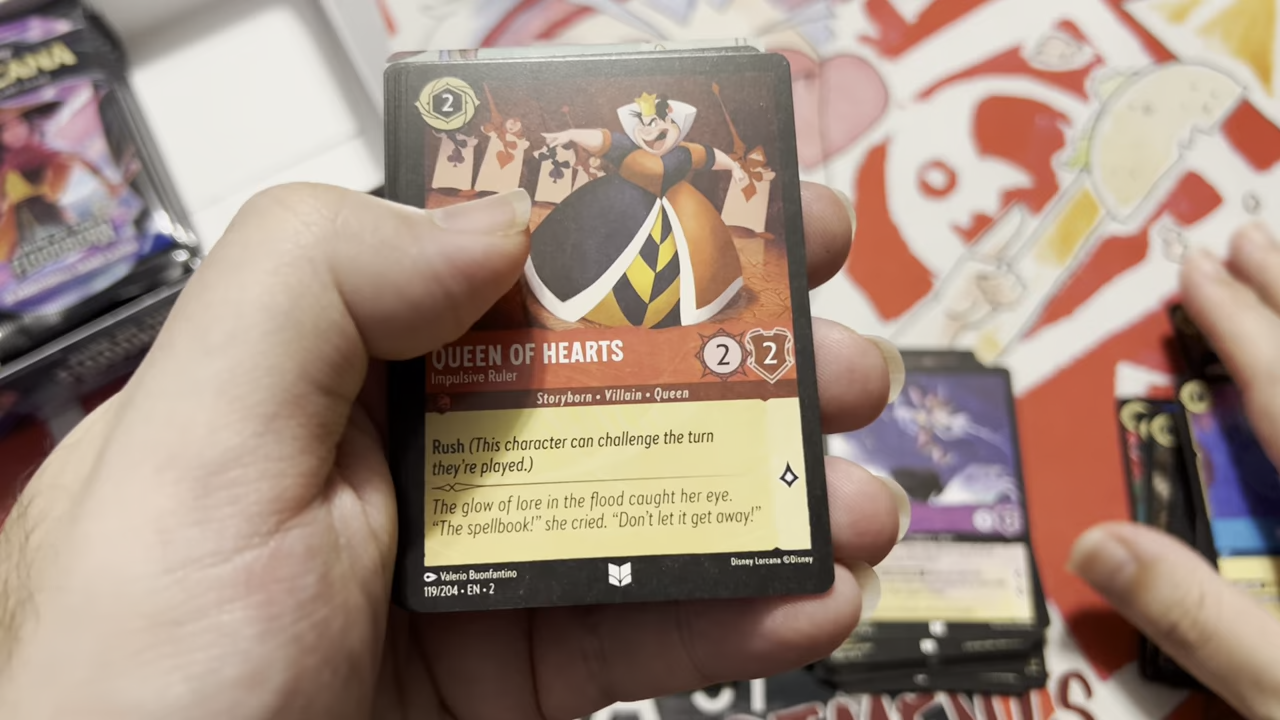 CANA
2
QUEEN OF HEARTS
2 2
Impulsive Ruler
Storyborn • Villain • Queen
Rush (This character can challenge the turn
they're played.)
The glow of lore in the flood caught her eye.
"The spellbook!" she cried. "Don't let it get away!"
Valerio Buonfantino
Disney Lorcana ©Disney
119/204 • EN • 2